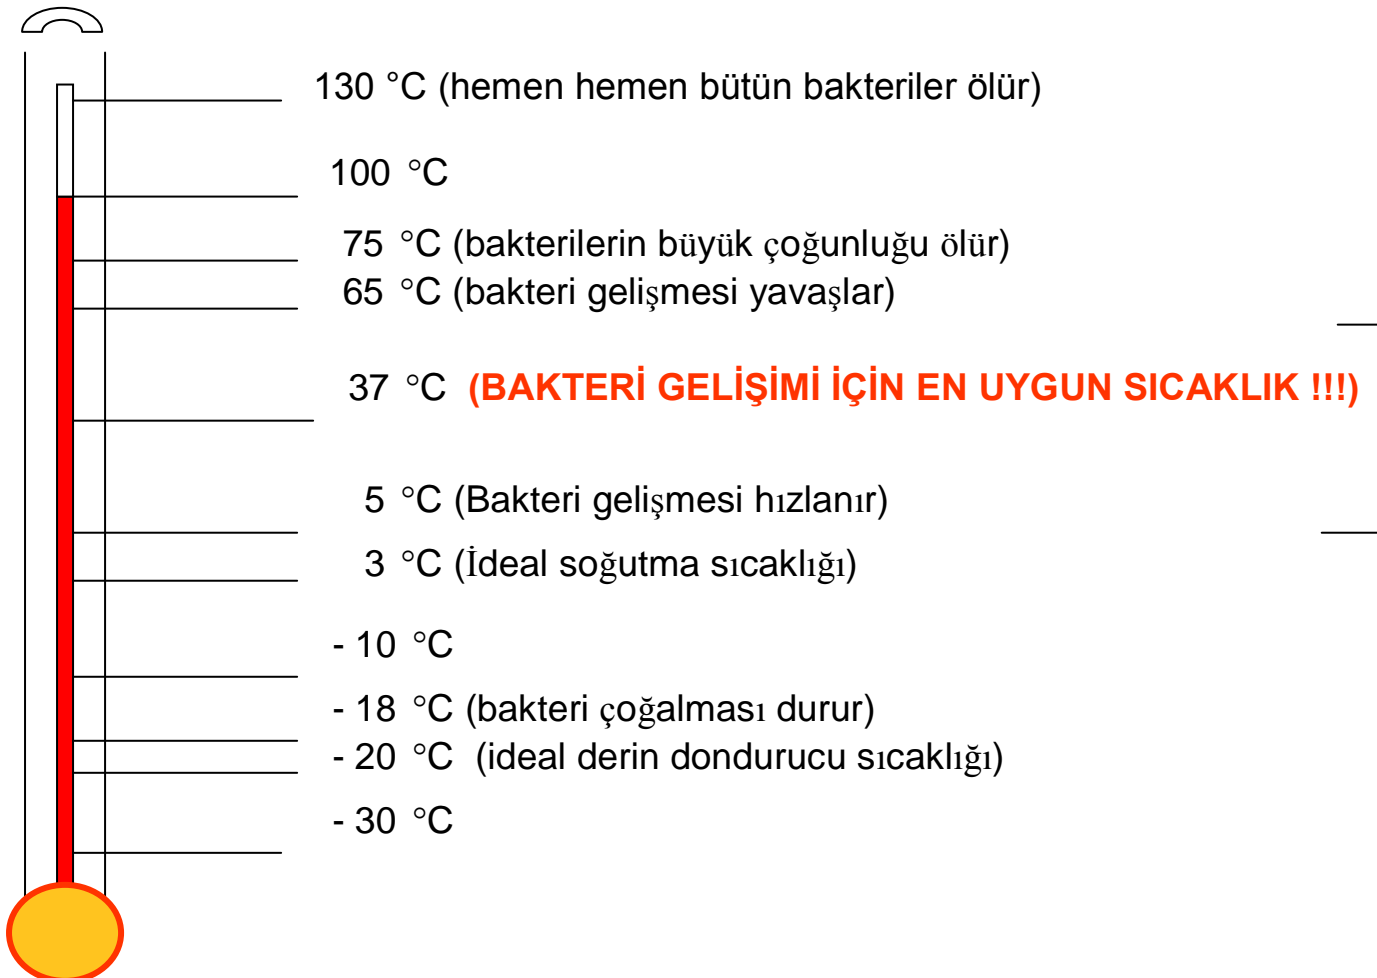 130 °C (hemen hemen bütün bakteriler ölür)
100 °C
75 °C (bakterilerin büyük çoğunluğu ölür)
65 °C (bakteri gelişmesi yavaşlar)
37 °C (BAKTERİ GELİŞİMİ İÇİN EN UYGUN SICAKLIK !!!)
5 °C (Bakteri gelişmesi hızlanır)
3 °C (İdeal soğutma sıcaklığı)
- 10 °C
- 18 °C (bakteri çoğalması durur)
- 20 °C (ideal derin dondurucu sıcaklığı)
- 30 °C